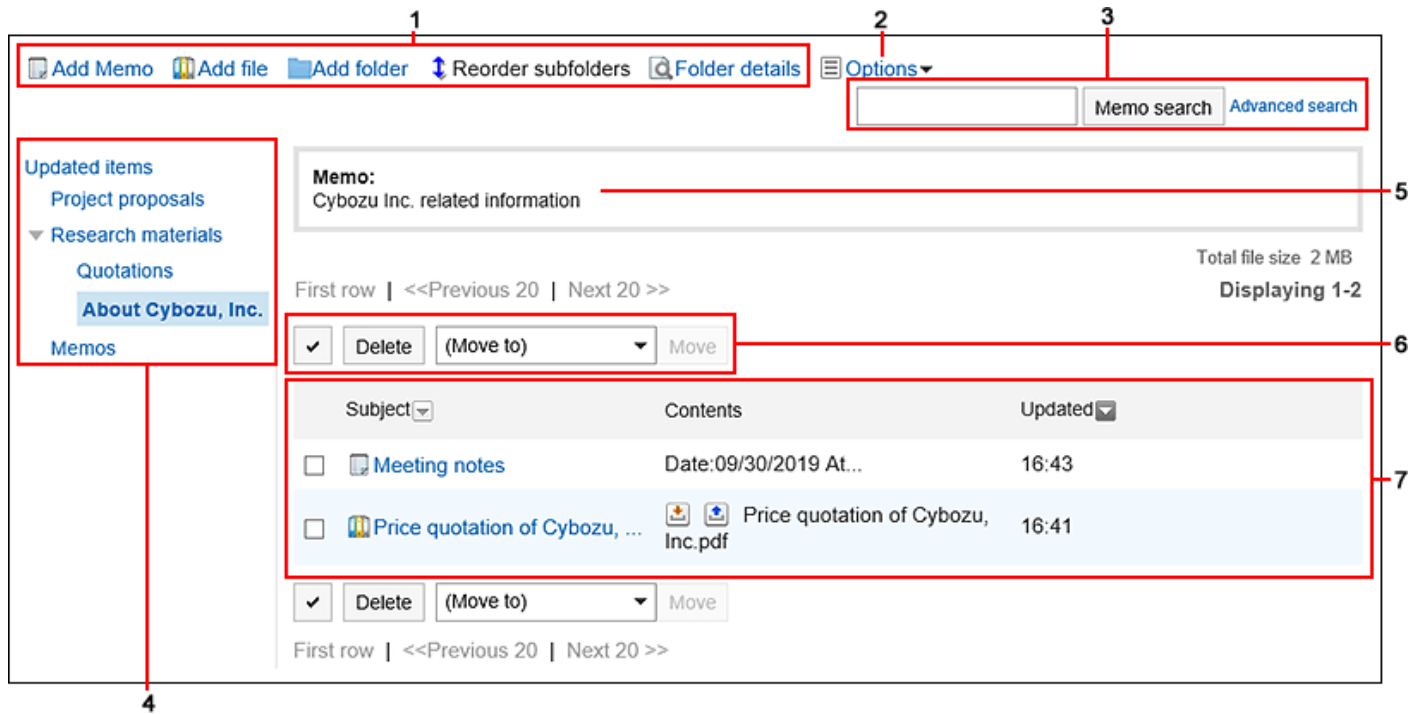 1 2 3
Add Memo Add file Add folder Reorder subfolders Folder details Options
Memo search Advanced search
Updated items
Project proposals
Research materials
Quotations
About Cybozu, Inc.
Memos
4
Memo:
Cybozu Inc. related information
5
Total file size 2 MB
First row | <<Previous 20 | Next 20 >>
Displaying 1-2
Delete (Move to) Move
6
Subject Contents Updated
Meeting notes Date:09/30/2019 At... 16:43
7
Price quotation of Cybozu, ... Price quotation of Cybozu, 16:41
Inc.pdf
Delete (Move to) Move
First row | <<Previous 20 | Next 20 >>